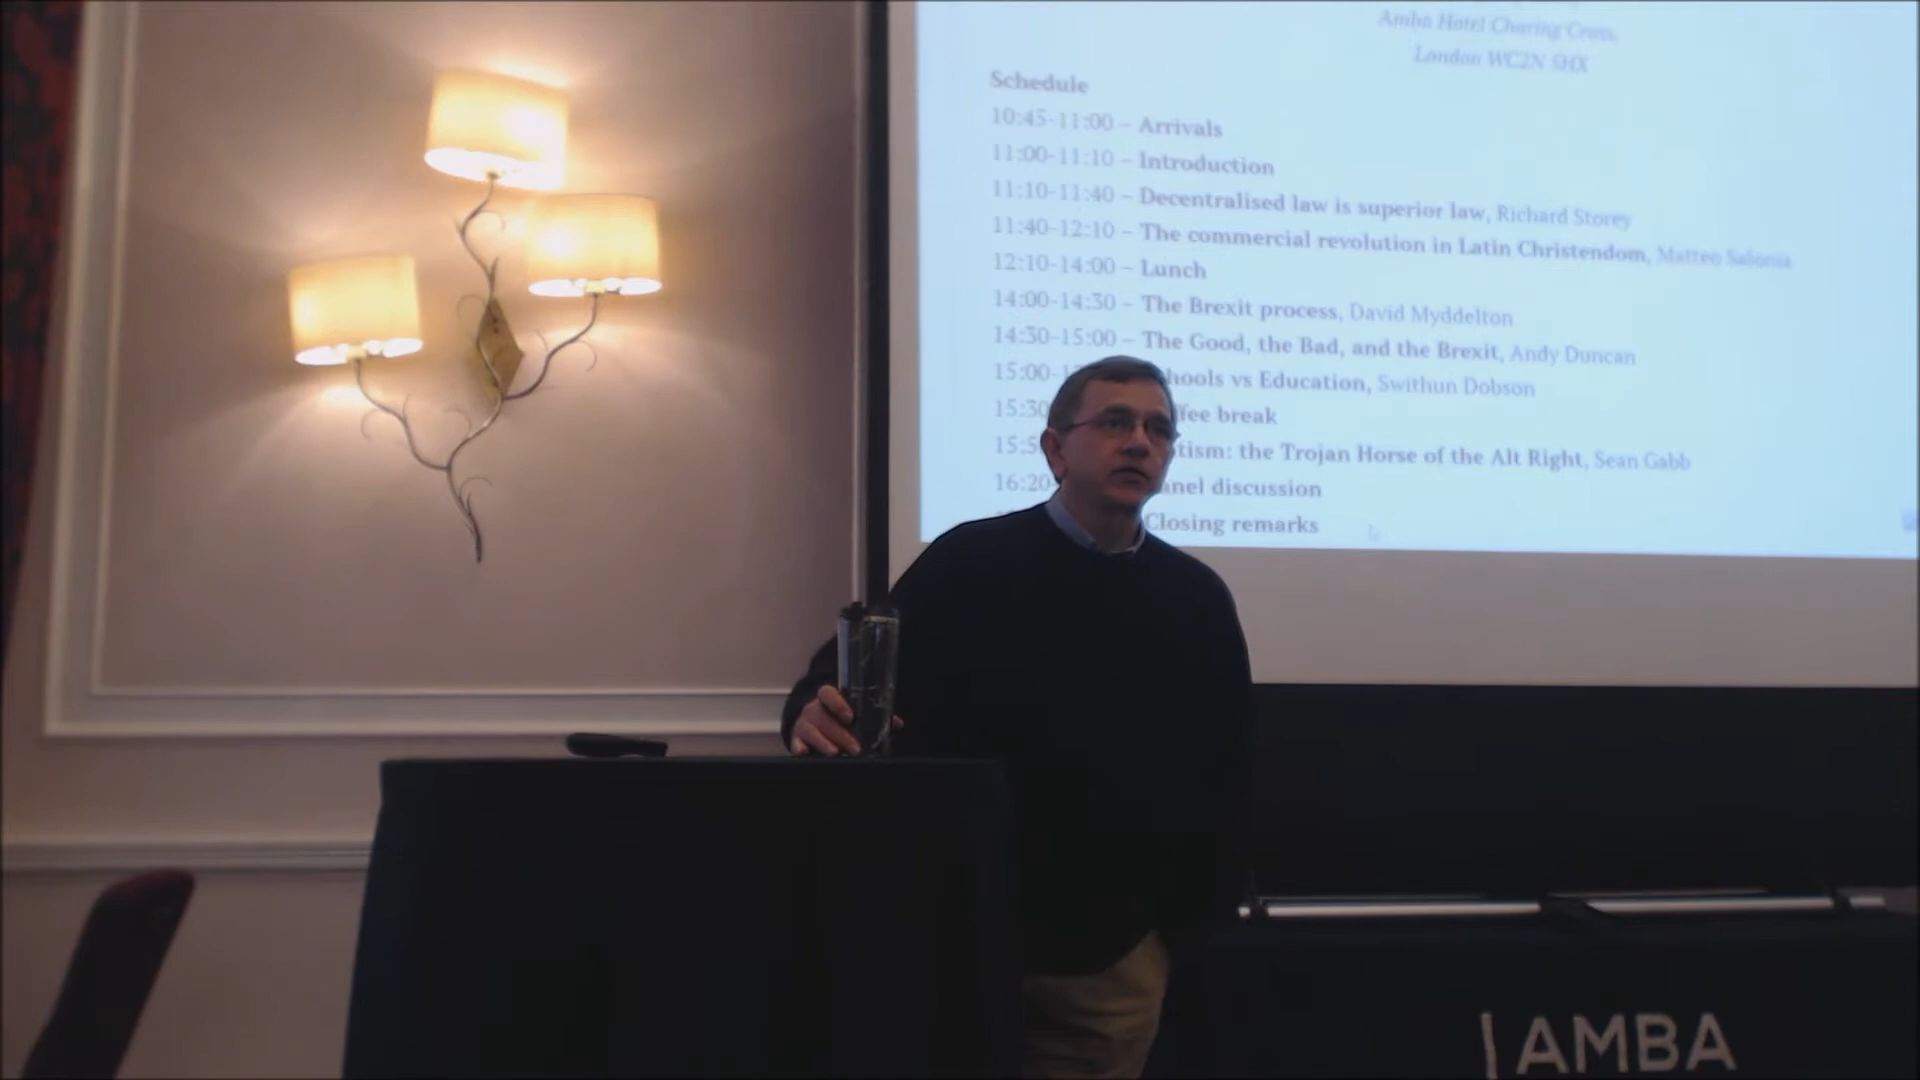 Amba Hotel Charing Cross,
London WC2N 5HX
Schedule
10:45-11:00 – Arrivals
11:00-11:10 – Introduction
11:10-11:40 – Decentralised law is superior law, Richard Storey
11:40-12:10 – The commercial revolution in Latin Christendom, Matteo Salonia
12:10-14:00 – Lunch
14:00-14:30 – The Brexit process, David Myddelton
14:30-15:00 – The Good, the Bad, and the Brexit, Andy Duncan
15:00-1 hools vs Education, Swithun Dobson
15:30 ffee break
15:5 tism: the Trojan Horse of the Alt Right, Sean Gabb
16:20- anel discussion
Closing remarks
AMBA